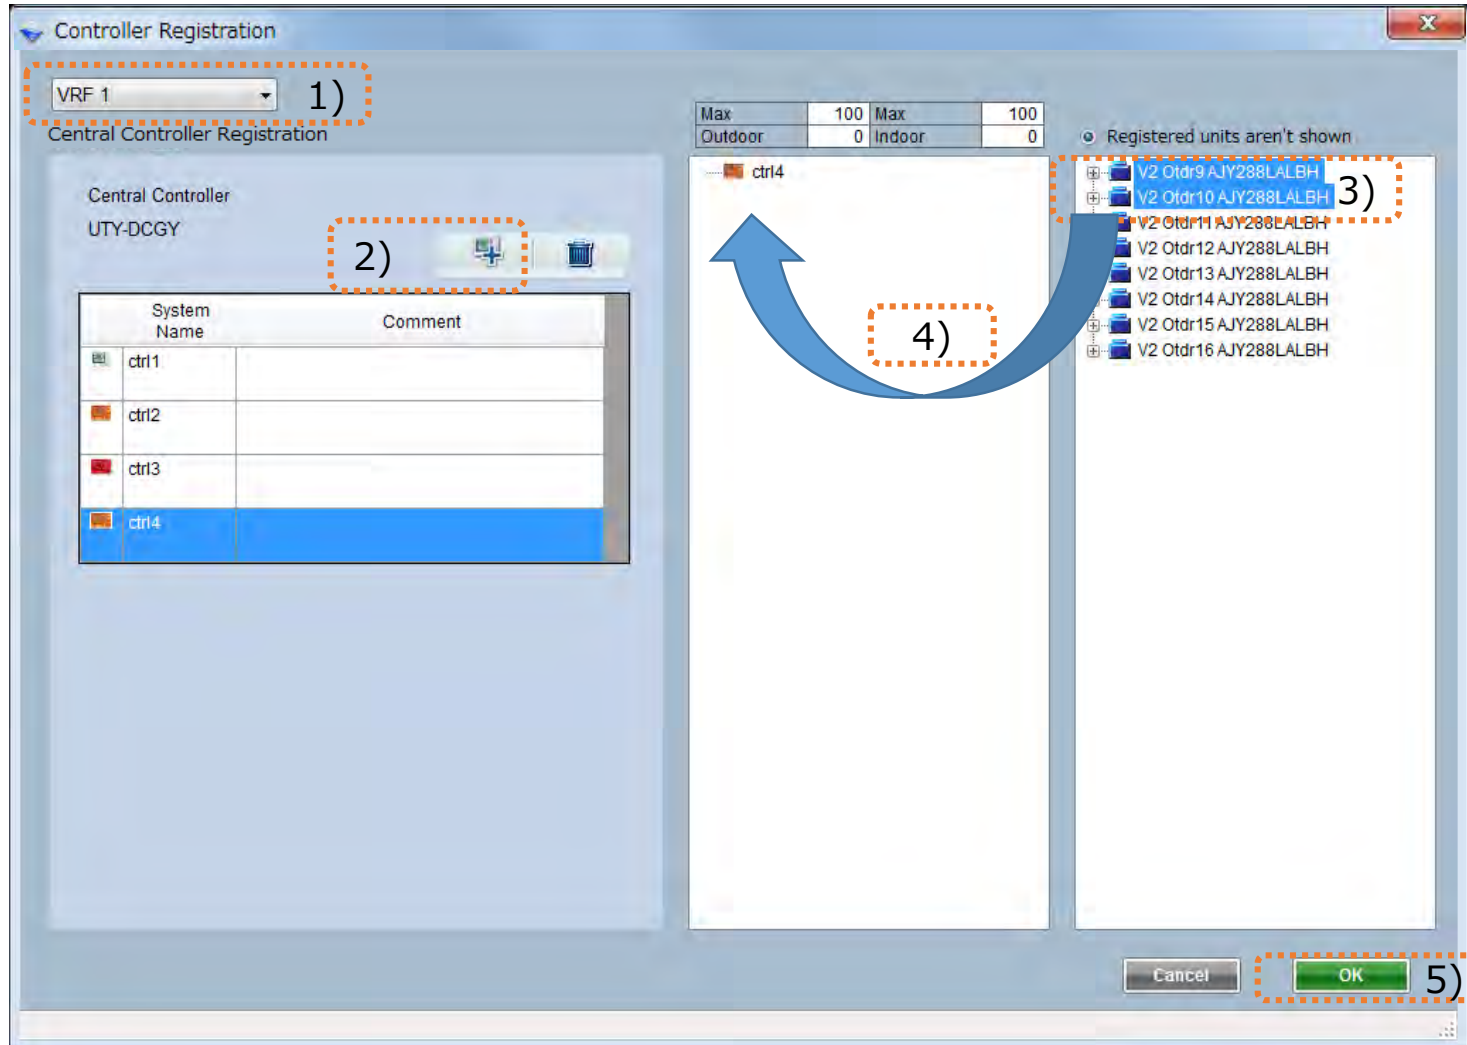 Controller Registration
VRF 1
1)
Central Controller Registration
Central Controller
UTY-DCGY
2)
System Name Comment
ctrl1
ctrl2
ctrl3
ctrl4
Max 100 Max 100
Outdoor 0 Indoor 0
ctrl4
4)
Registered units aren't shown
V2 Otdr9 AJY288LALBH
V2 Otdr10 AJY288LALBH
3)
V2 Otdr11 AJY288LALBH
V2 Otdr12 AJY288LALBH
V2 Otdr13 AJY288LALBH
V2 Otdr14 AJY288LALBH
V2 Otdr15 AJY288LALBH
V2 Otdr16 AJY288LALBH
Cancel
OK
5)